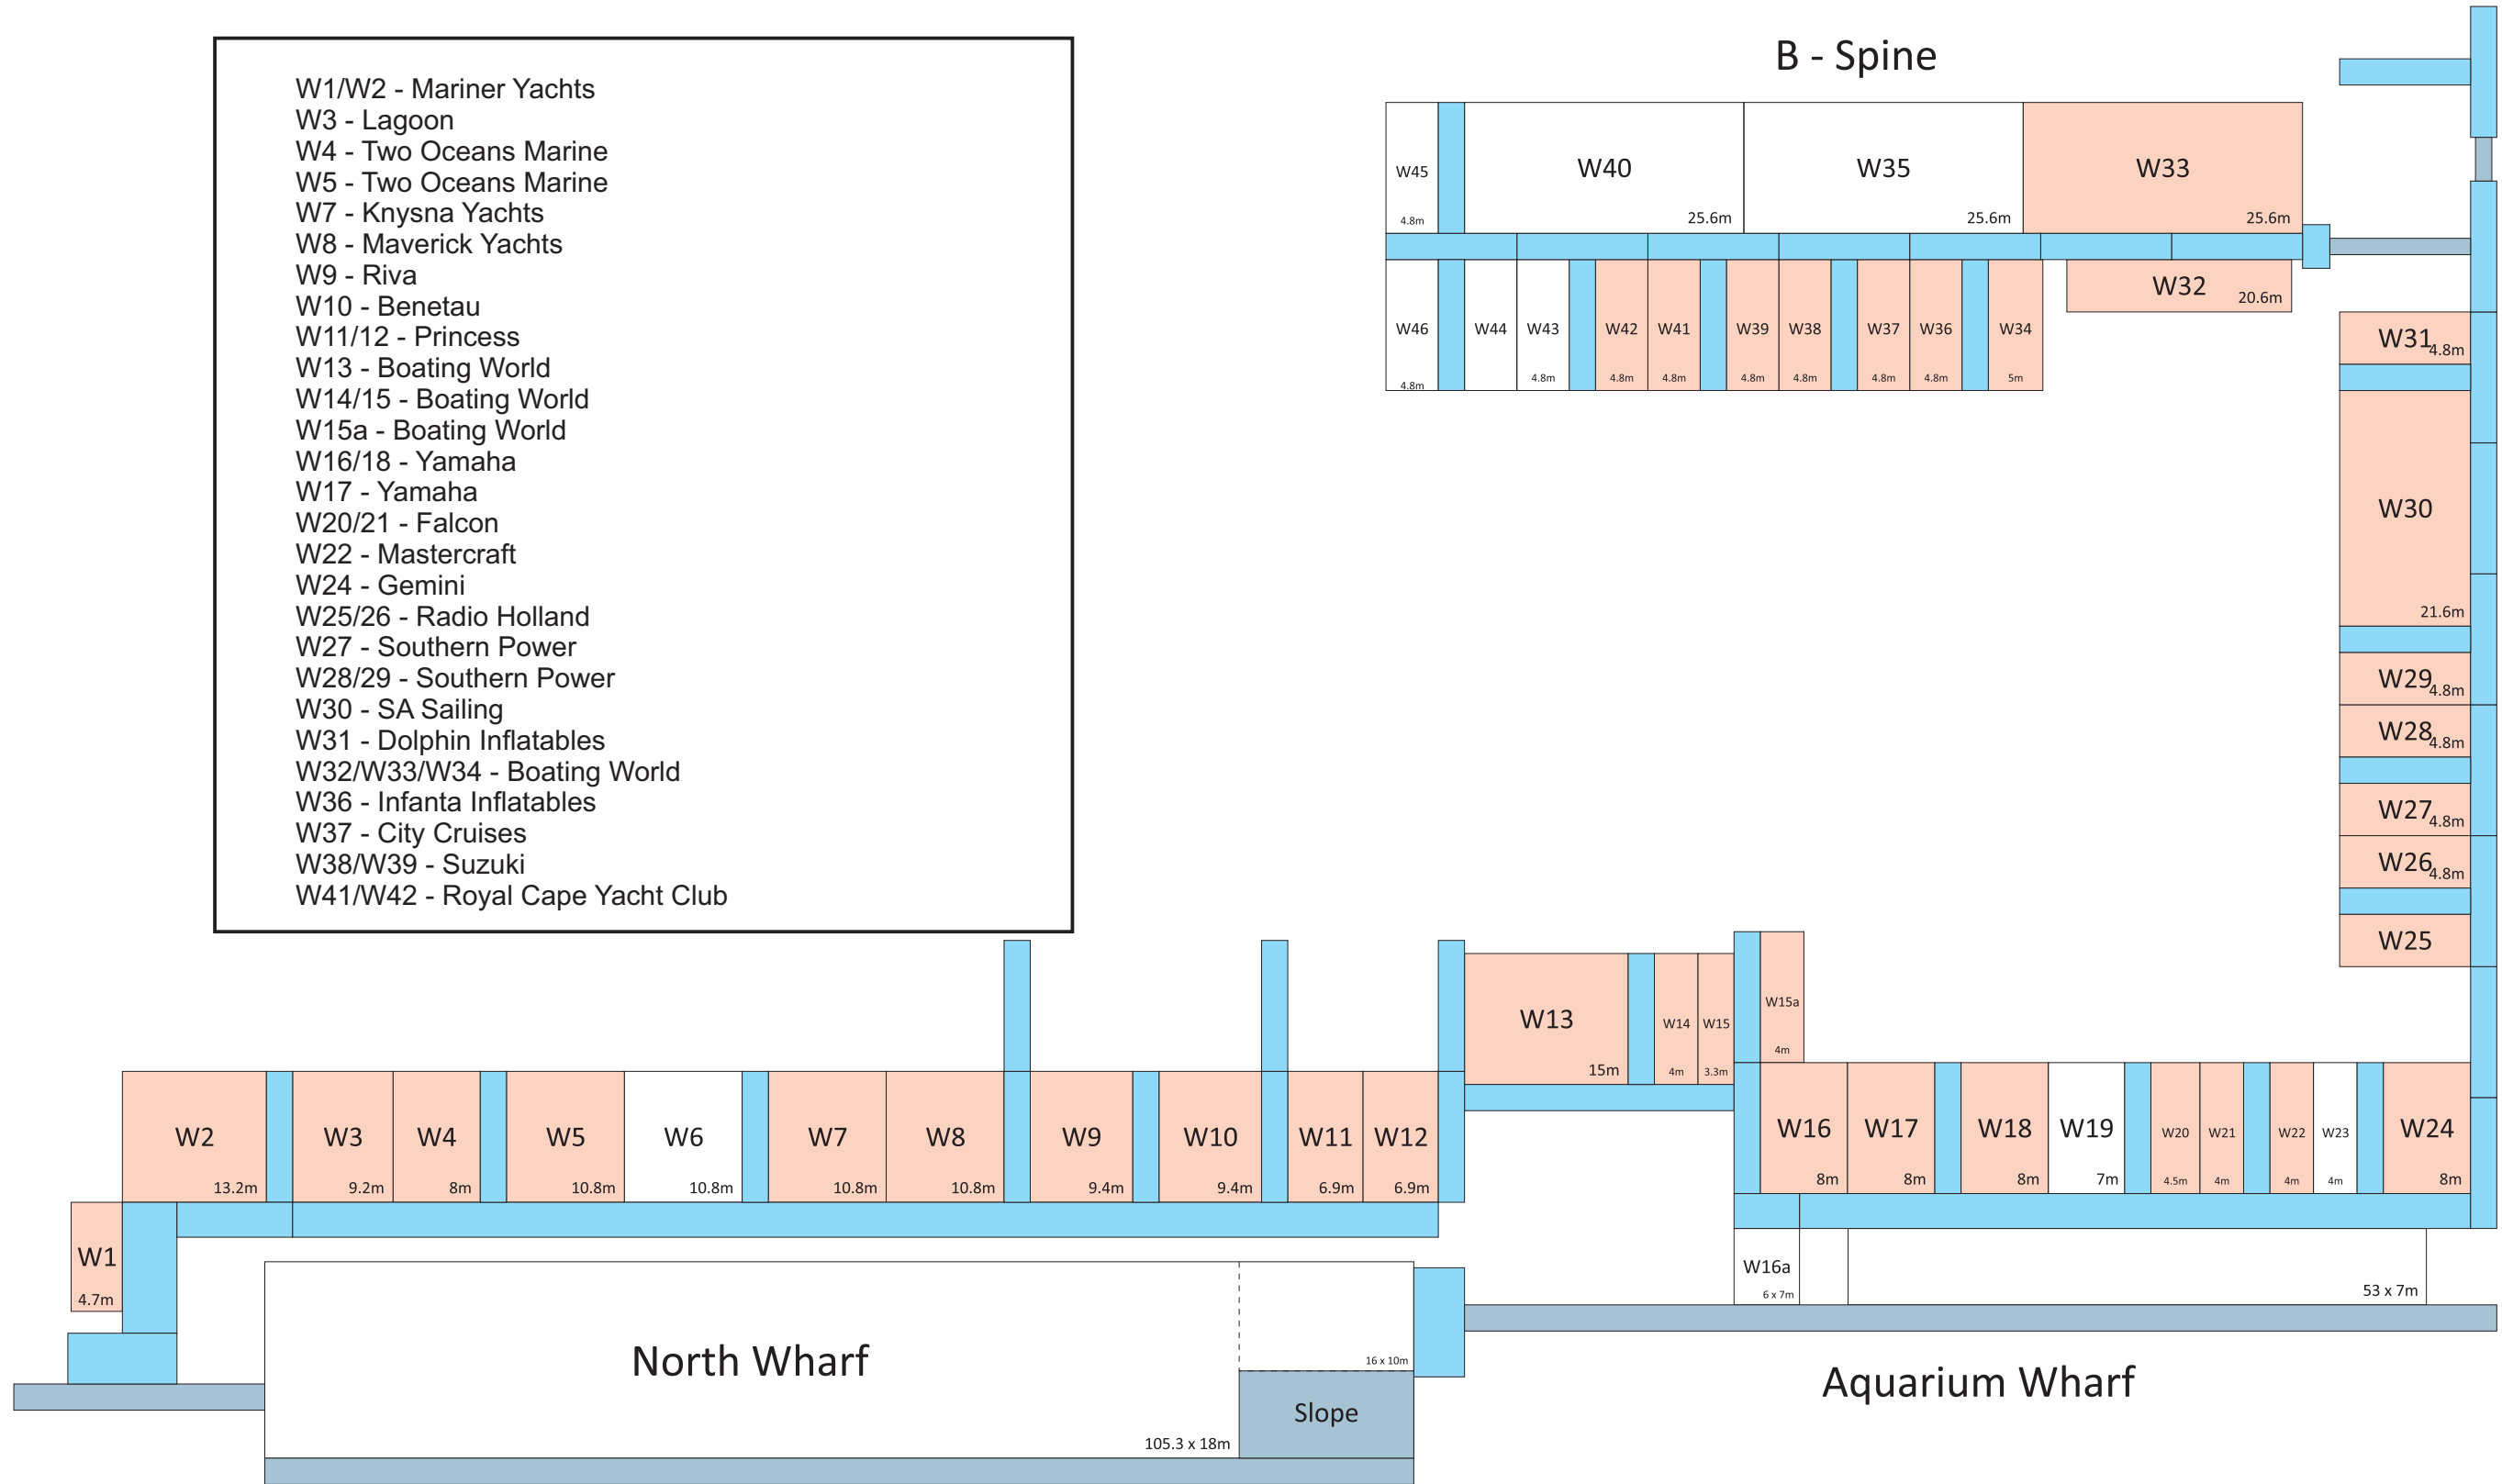 W1/W2 - Mariner Yachts
W3 - Lagoon
W4 - Two Oceans Marine
W5 - Two Oceans Marine
W7 - Knysna Yachts
W8 - Maverick Yachts
W9 - Riva
W10 - Benetau
W11/12 - Princess
W13 - Boating World
W14/15 - Boating World
W15a - Boating World
W16/18 - Yamaha
W17 - Yamaha
W20/21 - Falcon
W22 - Mastercraft
W24 - Gemini
W25/26 - Radio Holland
W27 - Southern Power
W28/29 - Southern Power
W30 - SA Sailing
W31 - Dolphin Inflatables
W32/W33/W34 - Boating World
W36 - Infanta Inflatables
W37 - City Cruises
W38/W39 - Suzuki
W41/W42 - Royal Cape Yacht Club
B - Spine
W45
4.8m
W40
25.6m
W35
25.6m
W33
25.6m
W32
20.6m
W46
4.8m
W44
W43
4.8m
W42
4.8m
W41
4.8m
W39
4.8m
W38
4.8m
W37
4.8m
W36
4.8m
W34
5m
W31
4.8m
W30
21.6m
W29
4.8m
W28
4.8m
W27
4.8m
W26
4.8m
W25
W13
15m
W14
4m
W15
3.3m
W15a
4m
W2
13.2m
W3
9.2m
W4
8m
W5
10.8m
W6
10.8m
W7
10.8m
W8
10.8m
W9
9.4m
W10
9.4m
W11
6.9m
W12
6.9m
W16
8m
W17
8m
W18
8m
W19
7m
W20
4.5m
W21
4m
W22
4m
W23
4m
W24
8m
W1
4.7m
W16a
6 x 7m
53 x 7m
North Wharf
16 x 10m
Slope
105.3 x 18m
Aquarium Wharf